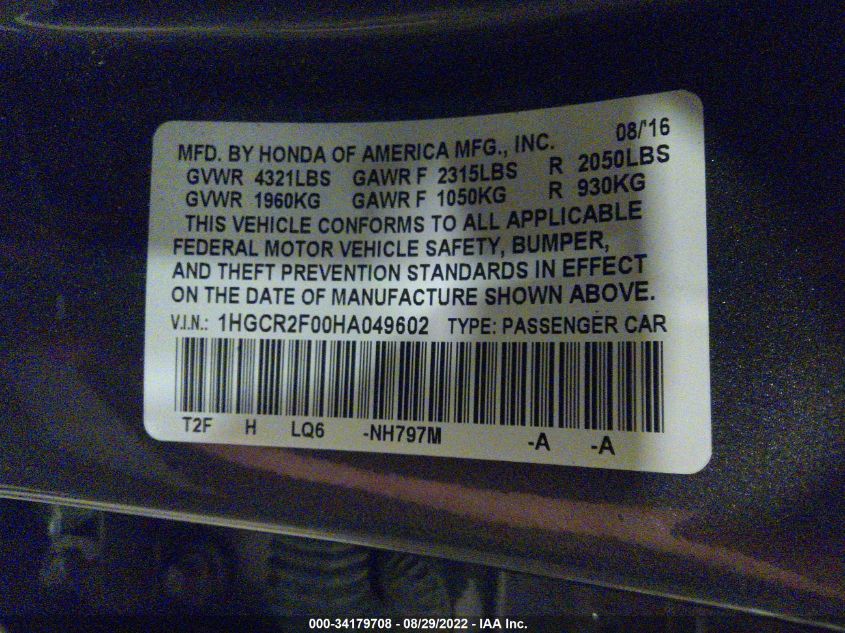 08/'16
MFD. BY HONDA OF AMERICA MFG., INC.
GVWR 4321LBS GAWR F 2315LBS R 2050LBS
GVWR 1960KG GAWR F 1050KG R 930KG
THIS VEHICLE CONFORMS TO ALL APPLICABLE
FEDERAL MOTOR VEHICLE SAFETY, BUMPER,
AND THEFT PREVENTION STANDARDS IN EFFECT
ON THE DATE OF MANUFACTURE SHOWN ABOVE.
V.I.N.: 1HGCR2F00HA049602 TYPE: PASSENGER CAR
T2F H LQ6 -NH797M -A -A
000-34179708 - 08/29/2022 - IAA Inc.